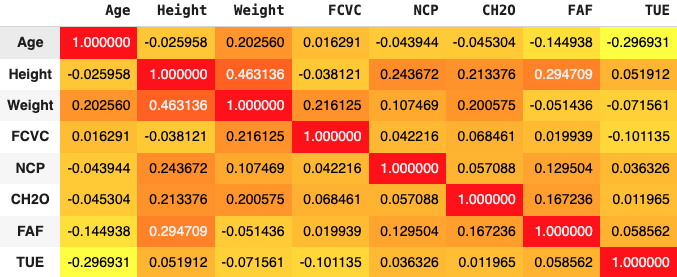 Age Height Weight FCVC NCP CH2O FAF TUE
Age 1.000000 -0.025958 0.202560 0.016291 -0.043944 -0.045304 -0.144938 -0.296931
Height -0.025958 1.000000 0.463136 -0.038121 0.243672 0.213376 0.294709 0.051912
Weight 0.202560 0.463136 1.000000 0.216125 0.107469 0.200575 -0.051436 -0.071561
FCVC 0.016291 -0.038121 0.216125 1.000000 0.042216 0.068461 0.019939 -0.101135
NCP -0.043944 0.243672 0.107469 0.042216 1.000000 0.057088 0.129504 0.036326
CH2O -0.045304 0.213376 0.200575 0.068461 0.057088 1.000000 0.167236 0.011965
FAF -0.144938 0.294709 -0.051436 0.019939 0.129504 0.167236 1.000000 0.058562
TUE -0.296931 0.051912 -0.071561 -0.101135 0.036326 0.011965 0.058562 1.000000